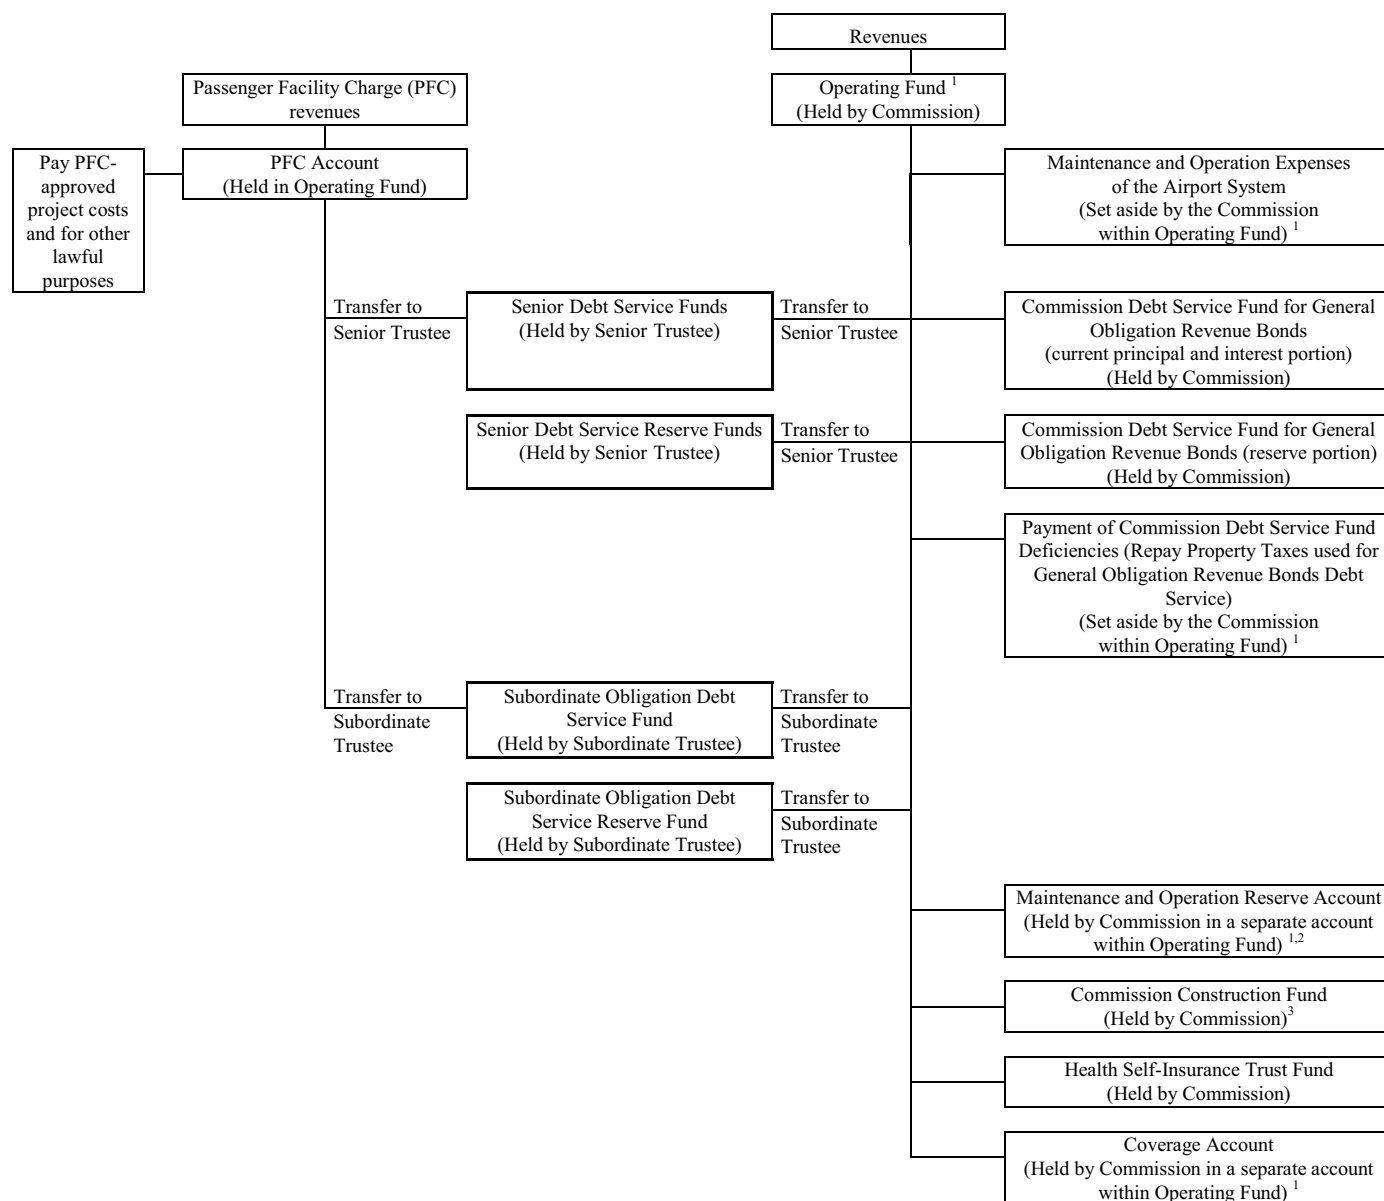 Revenues
Operating Fund 1
(Held by Commission)
Passenger Facility Charge (PFC)
revenues
PFC Account
(Held in Operating Fund)
Pay PFC-
approved
project costs
and for other
lawful
purposes
Maintenance and Operation Expenses
of the Airport System
(Set aside by the Commission
within Operating Fund) 1
Transfer to
Senior Trustee
Senior Debt Service Funds
(Held by Senior Trustee)
Transfer to
Senior Trustee
Commission Debt Service Fund for General
Obligation Revenue Bonds
(current principal and interest portion)
(Held by Commission)
Senior Debt Service Reserve Funds
(Held by Senior Trustee)
Transfer to
Senior Trustee
Commission Debt Service Fund for General
Obligation Revenue Bonds (reserve portion)
(Held by Commission)
Payment of Commission Debt Service Fund
Deficiencies (Repay Property Taxes used for
General Obligation Revenue Bonds Debt
Service)
(Set aside by the Commission
within Operating Fund) 1
Transfer to
Subordinate
Trustee
Subordinate Obligation Debt
Service Fund
(Held by Subordinate Trustee)
Transfer to
Subordinate
Trustee
Subordinate Obligation Debt
Service Reserve Fund
(Held by Subordinate Trustee)
Transfer to
Subordinate
Trustee
Maintenance and Operation Reserve Account
(Held by Commission in a separate account
within Operating Fund) 1,2
Commission Construction Fund
(Held by Commission)3
Health Self-Insurance Trust Fund
(Held by Commission)
Coverage Account
(Held by Commission in a separate account
within Operating Fund) 1